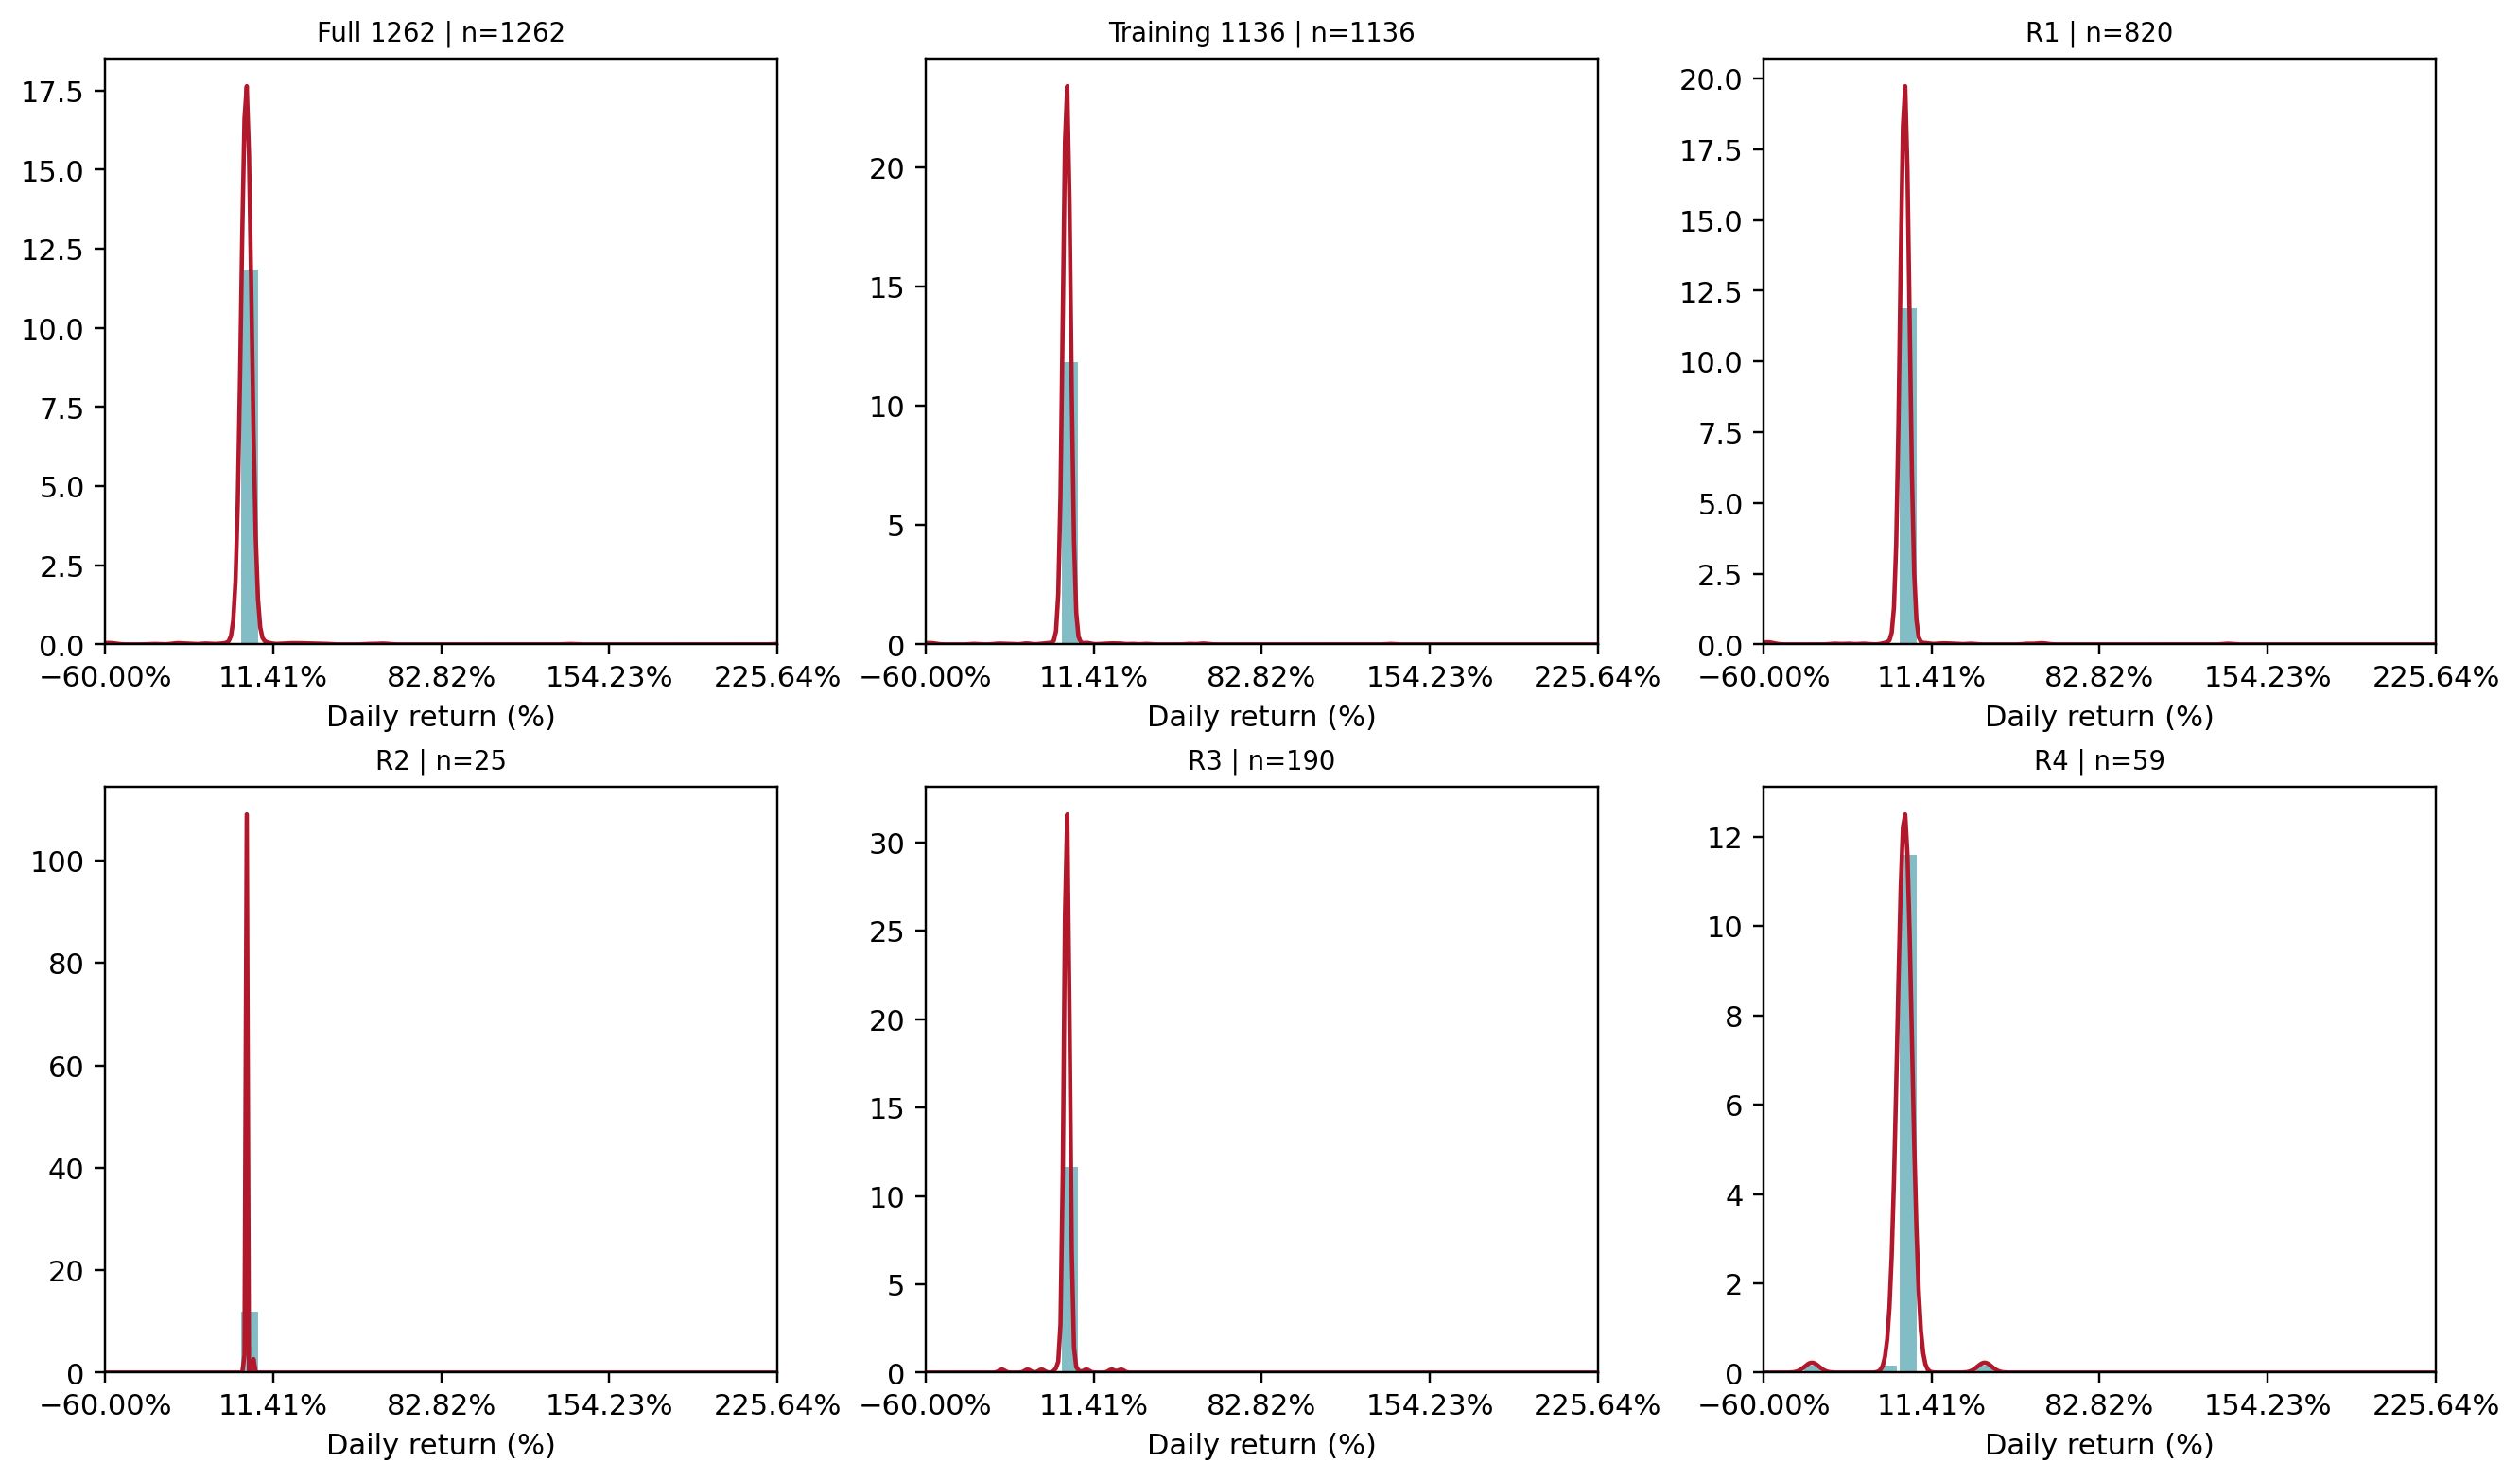 Full 1262 | n=1262
17.5
15.0
12.5
10.0
7.5
5.0
2.5
0.0
−60.00% 11.41% 82.82% 154.23% 225.64%
Daily return (%)
Training 1136 | n=1136
20
15
10
5
0
−60.00% 11.41% 82.82% 154.23% 225.64%
Daily return (%)
R1 | n=820
20.0
17.5
15.0
12.5
10.0
7.5
5.0
2.5
0.0
−60.00% 11.41% 82.82% 154.23% 225.64%
Daily return (%)
R2 | n=25
100
80
60
40
20
0
−60.00% 11.41% 82.82% 154.23% 225.64%
Daily return (%)
R3 | n=190
30
25
20
15
10
5
0
−60.00% 11.41% 82.82% 154.23% 225.64%
Daily return (%)
R4 | n=59
12
10
8
6
4
2
0
−60.00% 11.41% 82.82% 154.23% 225.64%
Daily return (%)